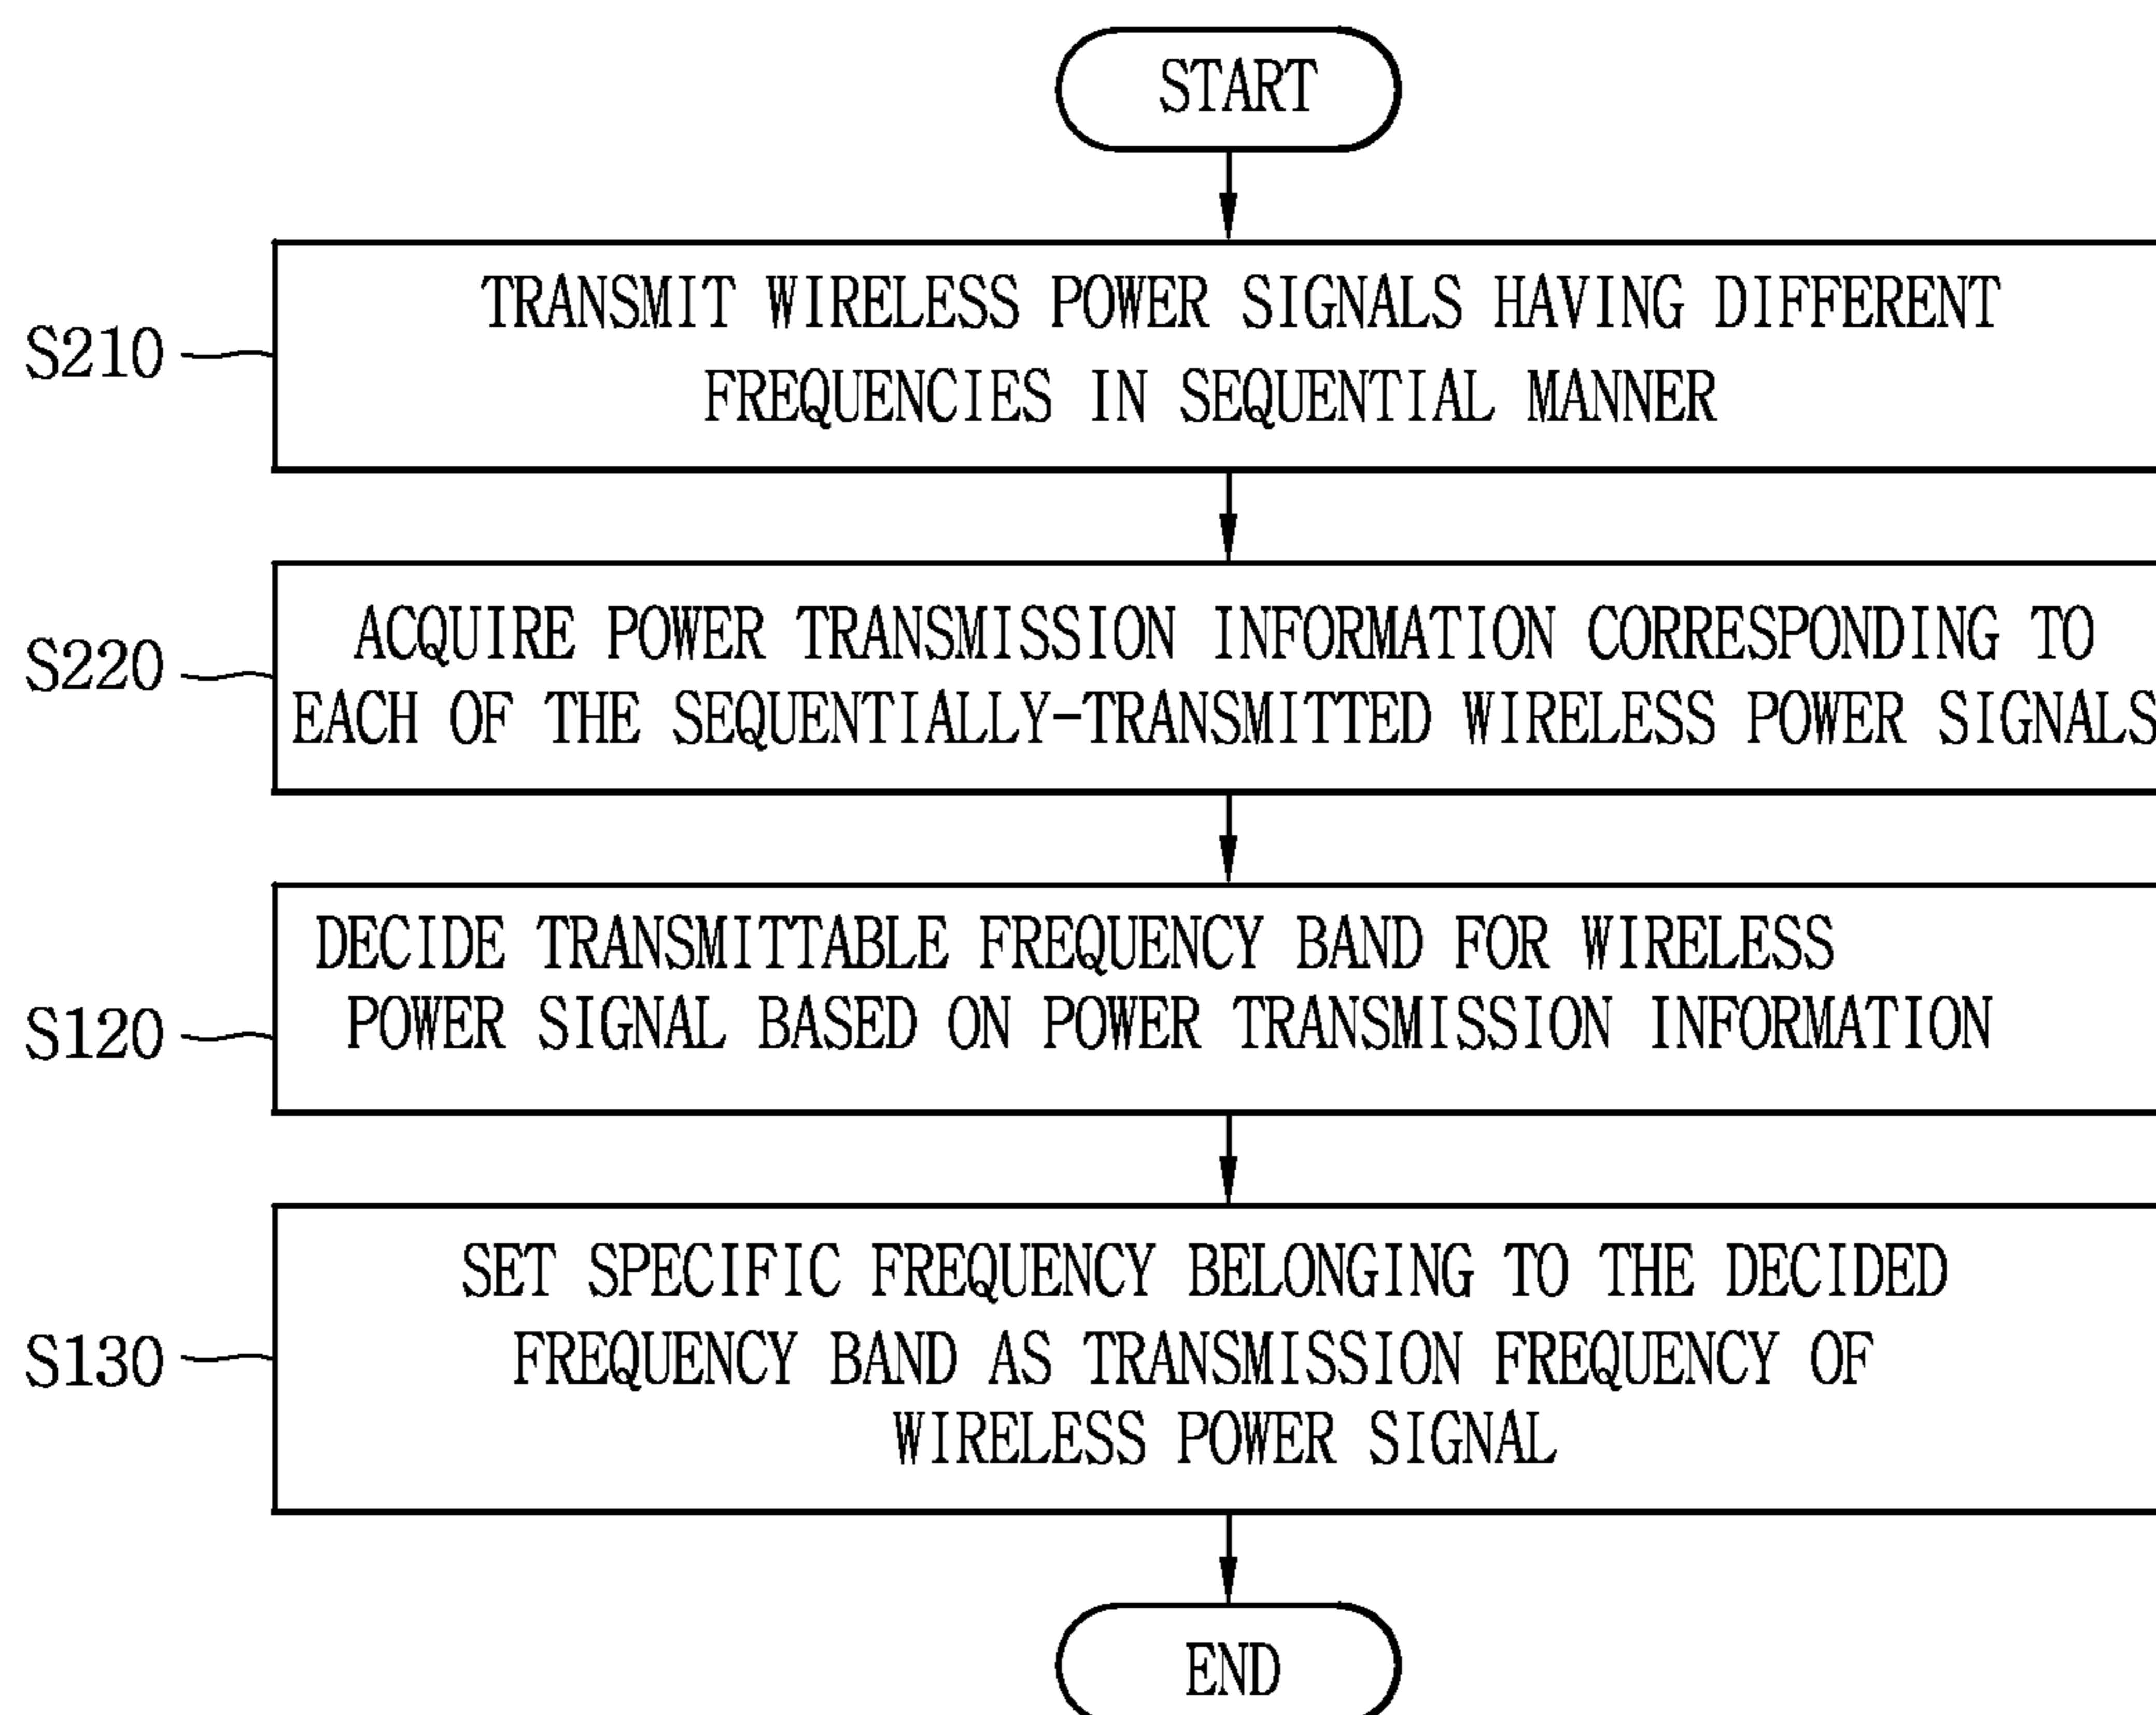 START
S210
TRANSMIT WIRELESS POWER SIGNALS HAVING DIFFERENT
FREQUENCIES IN SEQUENTIAL MANNER
S220
ACQUIRE POWER TRANSMISSION INFORMATION CORRESPONDING TO
EACH OF THE SEQUENTIALLY-TRANSMITTED WIRELESS POWER SIGNALS
S120
DECIDE TRANSMITTABLE FREQUENCY BAND FOR WIRELESS
POWER SIGNAL BASED ON POWER TRANSMISSION INFORMATION
S130
SET SPECIFIC FREQUENCY BELONGING TO THE DECIDED
FREQUENCY BAND AS TRANSMISSION FREQUENCY OF
WIRELESS POWER SIGNAL
END